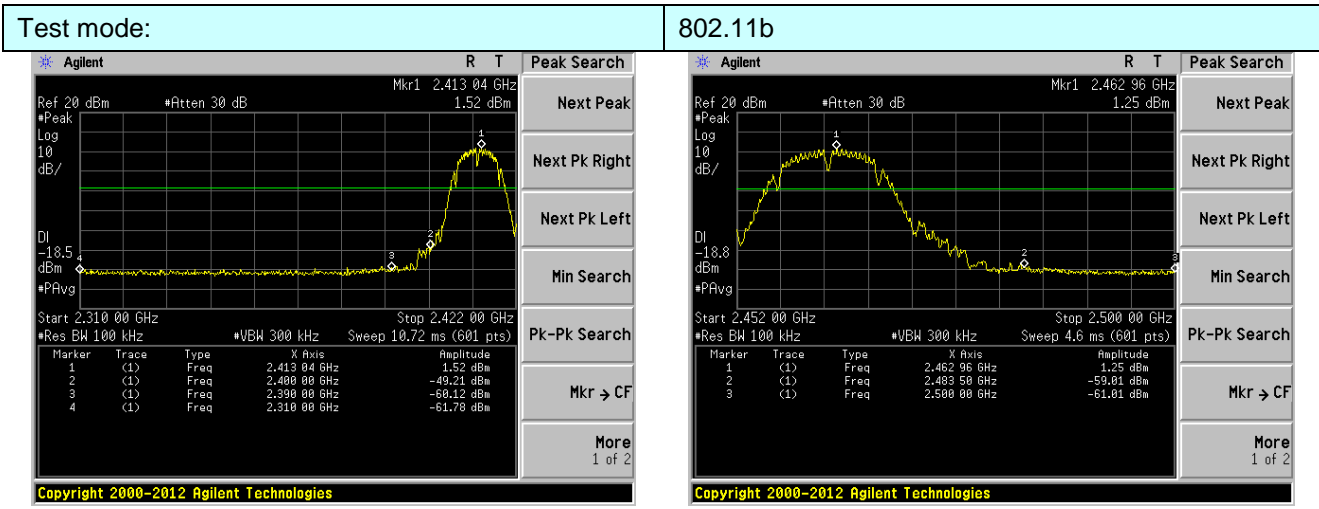 Test mode: 802.11b
Agilent R T Peak Search
Mkr1 2.413 04 GHz
Ref 20 dBm #Atten 30 dB 1.52 dBm
#Peak
Log
10
dB/
DI
-18.5
dBm
#PAvg
1
2
3
4
Start 2.310 00 GHz Stop 2.422 00 GHz
#Res BW 100 kHz #VBW 300 kHz Sweep 10.72 ms (601 pts)
Marker Trace Type X Axis Amplitude
1 (1) Freq 2.413 04 GHz 1.52 dBm
2 (1) Freq 2.400 00 GHz -49.21 dBm
3 (1) Freq 2.390 00 GHz -60.12 dBm
4 (1) Freq 2.310 00 GHz -61.78 dBm
Next Peak
Next Pk Right
Next Pk Left
Min Search
Pk-Pk Search
Mkr → CF
More
1 of 2
Copyright 2000-2012 Agilent Technologies
Agilent R T Peak Search
Mkr1 2.462 96 GHz
Ref 20 dBm #Atten 30 dB 1.25 dBm
#Peak
Log
10
dB/
DI
-18.8
dBm
#PAvg
1
2
3
Start 2.452 00 GHz Stop 2.500 00 GHz
#Res BW 100 kHz #VBW 300 kHz Sweep 4.6 ms (601 pts)
Marker Trace Type X Axis Amplitude
1 (1) Freq 2.462 96 GHz 1.25 dBm
2 (1) Freq 2.483 50 GHz -59.01 dBm
3 (1) Freq 2.500 00 GHz -61.01 dBm
Next Peak
Next Pk Right
Next Pk Left
Min Search
Pk-Pk Search
Mkr → CF
More
1 of 2
Copyright 2000-2012 Agilent Technologies